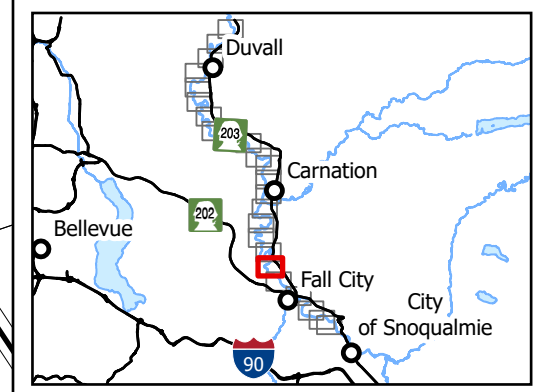 Duvall
203
Carnation
202
Bellevue
Fall City
City
of Snoqualmie
90